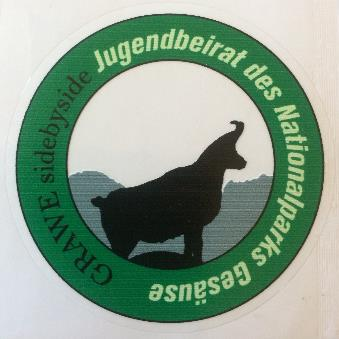 GRAWE sidebyside
Jugendbeirat des Nationalparks Gesäuse